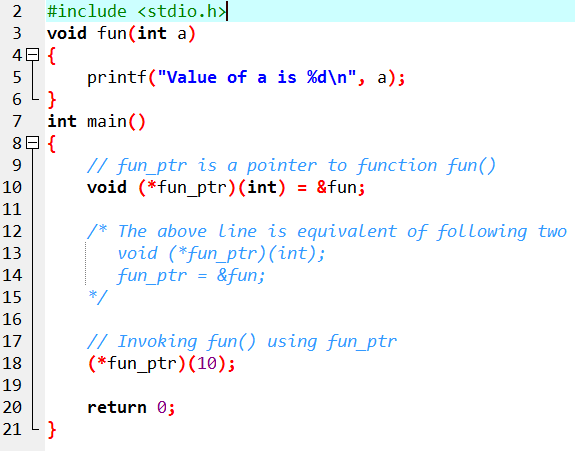 2 #include <stdio.h>
3 void fun(int a)
4 {
5 printf("Value of a is %d\n", a);
6 }
7 int main()
8 {
9 // fun_ptr is a pointer to function fun()
10 void (*fun_ptr)(int) = &fun;
11
12 /* The above line is equivalent of following two
13 void (*fun_ptr)(int);
14 fun_ptr = &fun;
15 */
16
17 // Invoking fun() using fun_ptr
18 (*fun_ptr)(10);
19
20 return 0;
21 }